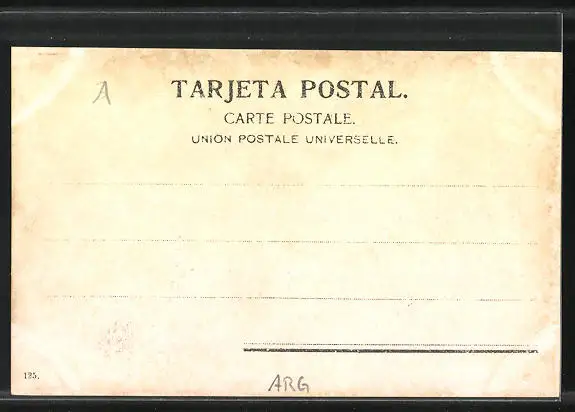 A
TARJETA POSTAL.
CARTE POSTALE.
UNION POSTALE UNIVERSELLE.
125.
ARG